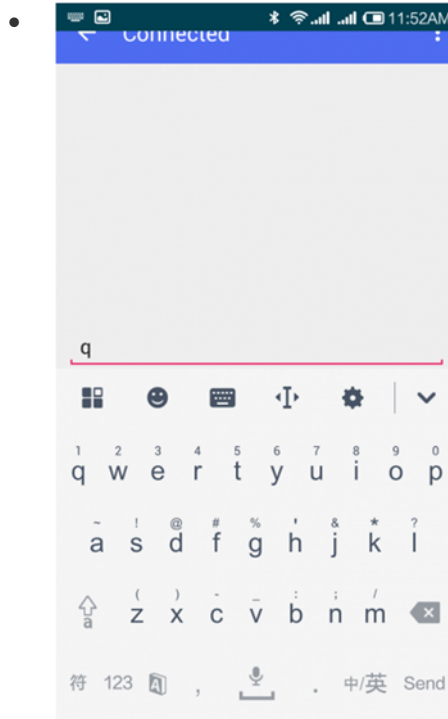 11:52AM
Connected
q
1 2 3 4 5 6 7 8 9 0
q w e r t y u i o p
~ ! @ # % ' & * ?
a s d f g h j k l
( ) - _ : ; /
a z x c v b n m
符 123 , . 中/英 Send